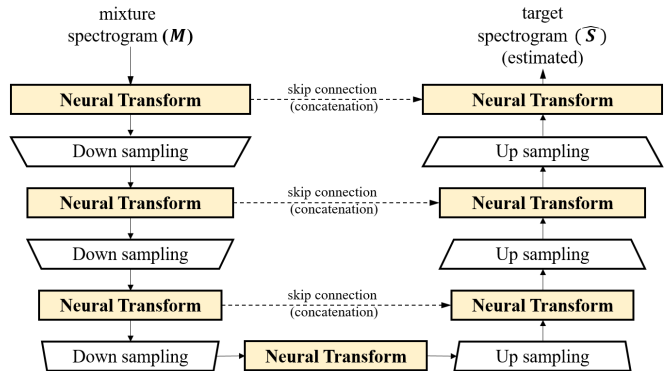 mixture
spectrogram (M)
target
spectrogram (Ŝ)
(estimated)
Neural Transform
skip connection
(concatenation)
Neural Transform
Down sampling
Up sampling
Neural Transform
skip connection
(concatenation)
Neural Transform
Down sampling
Up sampling
Neural Transform
skip connection
(concatenation)
Neural Transform
Down sampling
Neural Transform
Up sampling